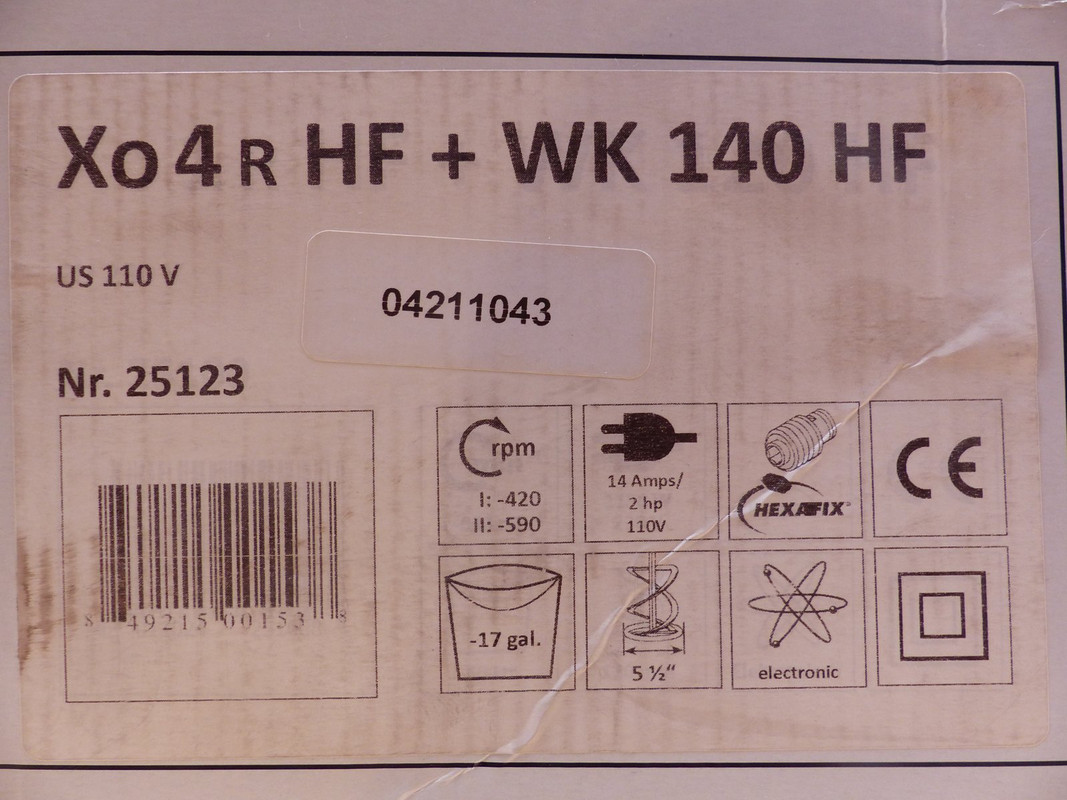 Xo 4 R HF + WK 140 HF
US 110 V
04211043
Nr. 25123
8 49215 00153 8
rpm
I: -420
II: -590
14 Amps/
2 hp
110V
HEXAFIX®
CE
-17 gal.
5 ½“
electronic